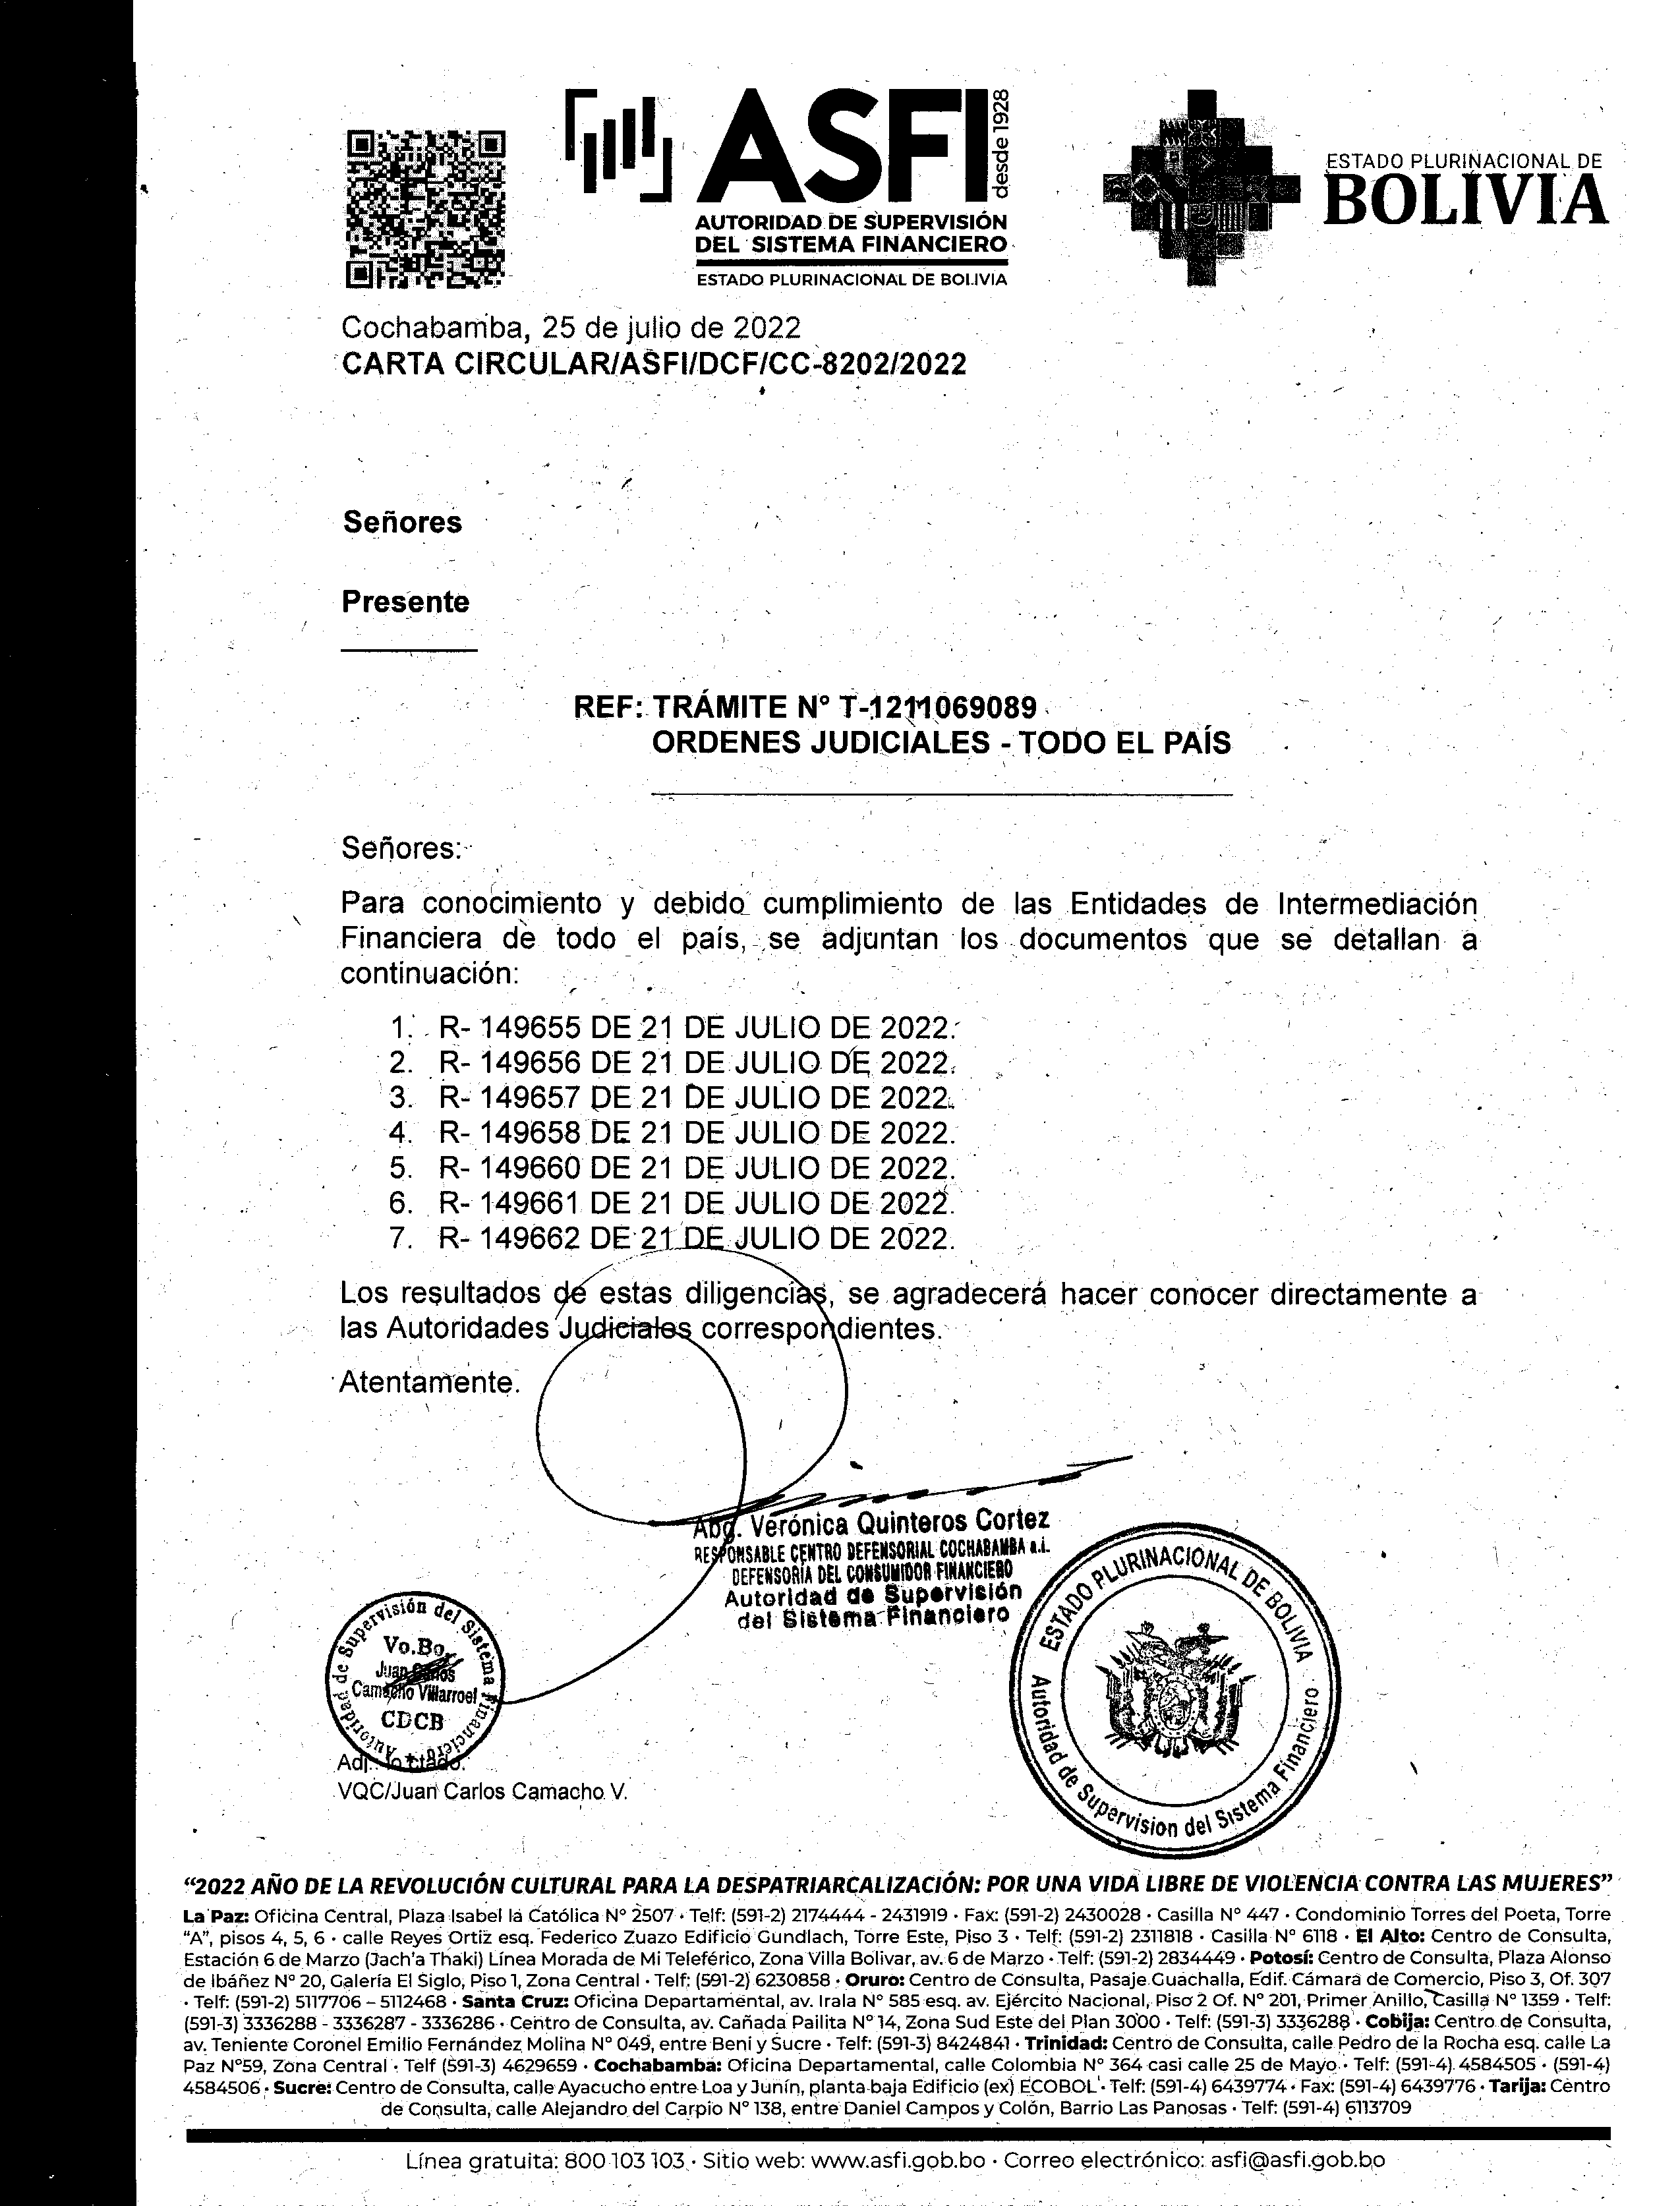 ASFI
desde 1928
AUTORIDAD DE SUPERVISIÓN
DEL SISTEMA FINANCIERO
ESTADO PLURINACIONAL DE BOLIVIA
ESTADO PLURINACIONAL DE
BOLIVIA
Cochabamba, 25 de julio de 2022
CARTA CIRCULAR/ASFI/DCF/CC-8202/2022
Señores
Presente
REF: TRÁMITE N° T-1211069089
ORDENES JUDICIALES - TODO EL PAÍS
Señores:
Para conocimiento y debido cumplimiento de las Entidades de Intermediación
Financiera de todo el país, se adjuntan los documentos que se detallan a
continuación:
1. R- 149655 DE 21 DE JULIO DE 2022.
2. R- 149656 DE 21 DE JULIO DE 2022.
3. R- 149657 DE 21 DE JULIO DE 2022.
4. R- 149658 DE 21 DE JULIO DE 2022.
5. R- 149660 DE 21 DE JULIO DE 2022.
6. R- 149661 DE 21 DE JULIO DE 2022.
7. R- 149662 DE 21 DE JULIO DE 2022.
Los resultados de estas diligencias, se agradecerá hacer conocer directamente a
las Autoridades Judiciales correspondientes.
Atentamente.
Abg. Verónica Quinteros Cortez
RESPONSABLE CENTRO DEFENSORIAL COCHABAMBA a.i.
DEFENSORÍA DEL CONSUMIDOR FINANCIERO
Autoridad de Supervisión
del Sistema Financiero
ESTADO PLURINACIONAL DE BOLIVIA
Autoridad de Supervision del Sistema Financiero
Autoridad de Supervisión del Sistema Financiero
Vo.Bo.
Juan Carlos
Camacho Villarroel
CDCB
Adj.: lo citado.
VQC/Juan Carlos Camacho V.
“2022 AÑO DE LA REVOLUCIÓN CULTURAL PARA LA DESPATRIARCALIZACIÓN: POR UNA VIDA LIBRE DE VIOLENCIA CONTRA LAS MUJERES”
La Paz: Oficina Central, Plaza Isabel la Católica N° 2507 · Telf: (591-2) 2174444 - 2431919 · Fax: (591-2) 2430028 · Casilla N° 447 · Condominio Torres del Poeta, Torre
“A”, pisos 4, 5, 6 · calle Reyes Ortiz esq. Federico Zuazo Edificio Gundlach, Torre Este, Piso 3 · Telf: (591-2) 2311818 · Casilla N° 6118 · El Alto: Centro de Consulta,
Estación 6 de Marzo (Jach'a Thaki) Línea Morada de Mi Teleférico, Zona Villa Bolivar, av. 6 de Marzo · Telf: (591-2) 2834449 · Potosí: Centro de Consulta, Plaza Alonso
de Ibáñez N° 20, Galería El Siglo, Piso 1, Zona Central · Telf: (591-2) 6230858 · Oruro: Centro de Consulta, Pasaje Guachalla, Edif. Cámara de Comercio, Piso 3, Of. 307
· Telf: (591-2) 5117706 – 5112468 · Santa Cruz: Oficina Departamental, av. Irala N° 585 esq. av. Ejército Nacional, Piso 2 Of. N° 201, Primer Anillo, Casilla N° 1359 · Telf:
(591-3) 3336288 - 3336287 - 3336286 · Centro de Consulta, av. Cañada Pailita N° 14, Zona Sud Este del Plan 3000 · Telf: (591-3) 3336288 · Cobija: Centro de Consulta,
av. Teniente Coronel Emilio Fernández Molina N° 049, entre Beni y Sucre · Telf: (591-3) 8424841 · Trinidad: Centro de Consulta, calle Pedro de la Rocha esq. calle La
Paz N°59, Zona Central · Telf (591-3) 4629659 · Cochabamba: Oficina Departamental, calle Colombia N° 364 casi calle 25 de Mayo · Telf: (591-4) 4584505 · (591-4)
4584506 · Sucre: Centro de Consulta, calle Ayacucho entre Loa y Junín, planta baja Edificio (ex) ECOBOL · Telf: (591-4) 6439774 · Fax: (591-4) 6439776 · Tarija: Centro
de Consulta, calle Alejandro del Carpio N° 138, entre Daniel Campos y Colón, Barrio Las Panosas · Telf: (591-4) 6113709
Línea gratuita: 800 103 103 · Sitio web: www.asfi.gob.bo · Correo electrónico: asfi@asfi.gob.bo